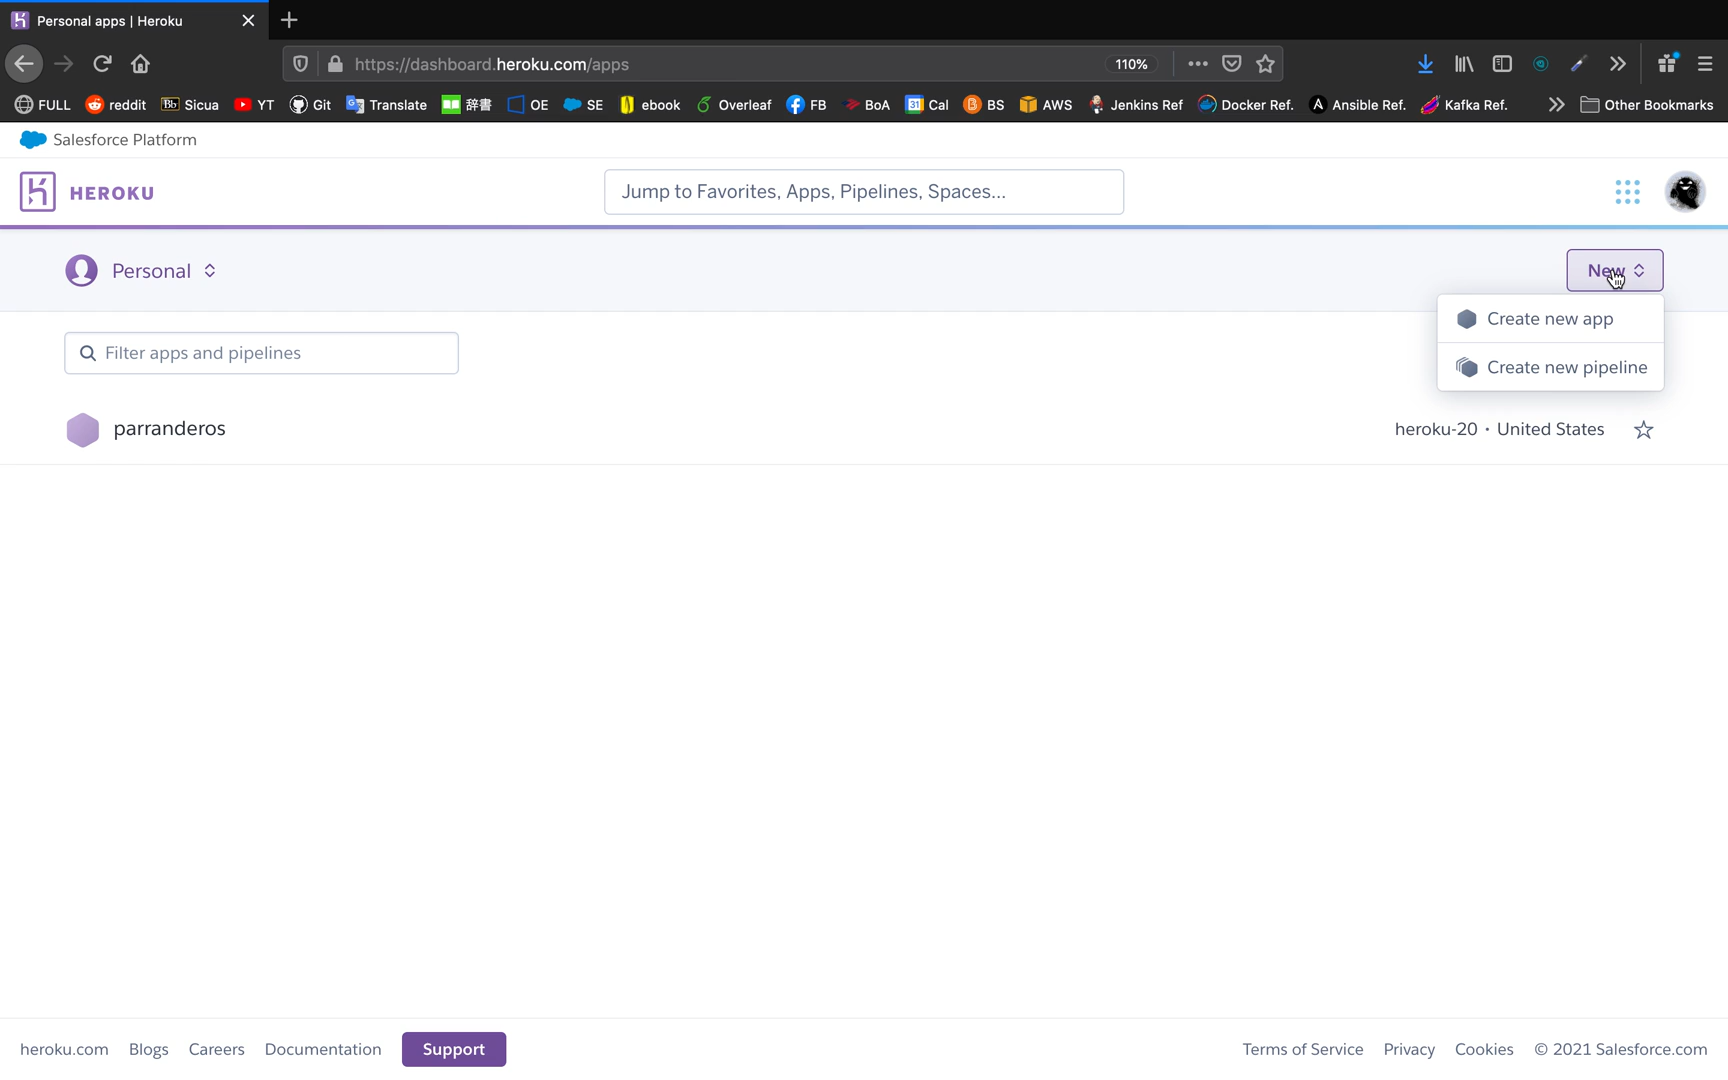 Personal apps | Heroku
https://dashboard.heroku.com/apps
110%
FULL reddit Sicua YT Git Translate 辞書 OE SE ebook Overleaf FB BoA Cal BS AWS Jenkins Ref Docker Ref. Ansible Ref. Kafka Ref. Other Bookmarks
Salesforce Platform
HEROKU
Jump to Favorites, Apps, Pipelines, Spaces...
Personal
New
Create new app
Filter apps and pipelines
Create new pipeline
parranderos
heroku-20 • United States
heroku.com Blogs Careers Documentation Support Terms of Service Privacy Cookies © 2021 Salesforce.com